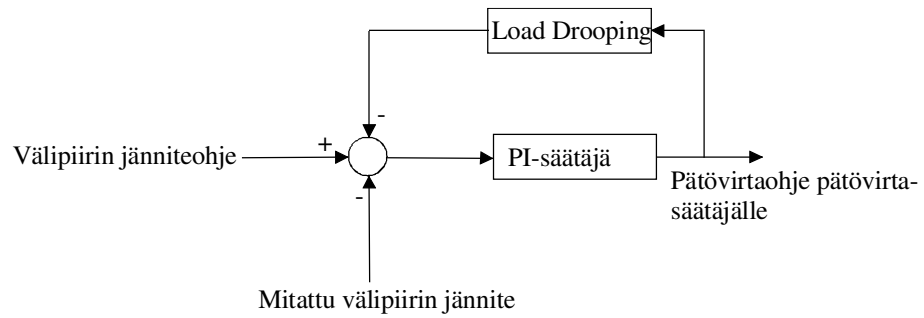 Load Drooping
-
+
Välipiirin jänniteohje
PI-säätäjä
-
Pätövirtaohje pätövirta-
säätäjälle
Mitattu välipiirin jännite